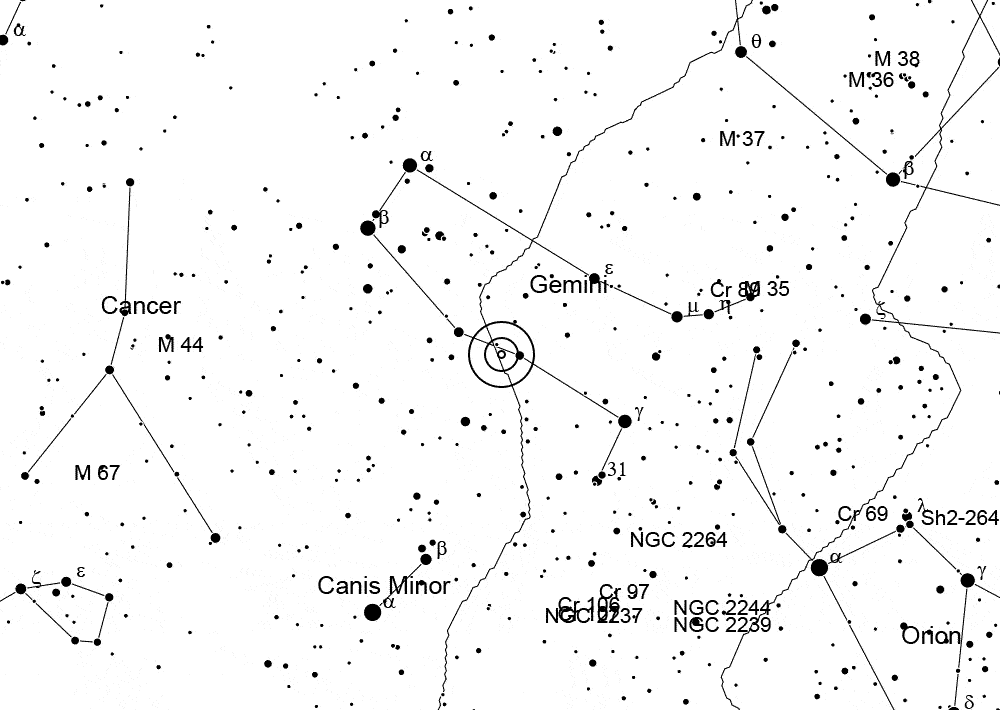 α
θ
M 38
M 36
M 37
α
β
β
ε
Gemini
Cr 89
M 35
μ
η
ζ
Cancer
M 44
γ
31
M 67
Cr 69
λ
Sh2-264
NGC 2264
β
α
γ
ζ
ε
Canis Minor
α
Cr 97
Cr 106
NGC 2237
NGC 2244
NGC 2239
Orion
δ